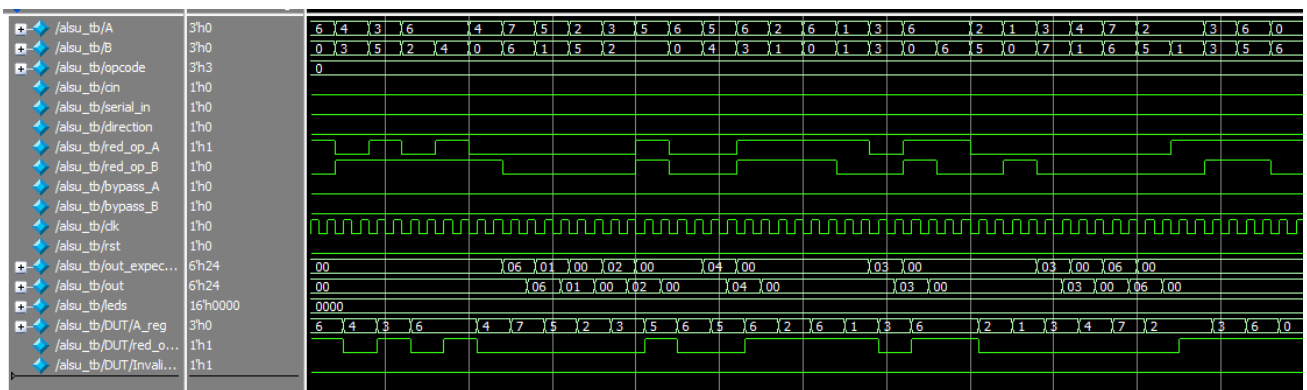 /alsu_tb/A 3'h0 6 4 3 6 4 7 5 2 3 5 6 5 6 2 6 1 3 6 2 1 3 4 7 2 3 6 0
/alsu_tb/B 3'h0 0 3 5 2 4 0 6 1 5 2 0 4 3 1 0 1 3 0 6 5 0 7 1 6 5 1 3 5 6
/alsu_tb/opcode 3'h3 0
/alsu_tb/cin 1'h0
/alsu_tb/serial_in 1'h0
/alsu_tb/direction 1'h0
/alsu_tb/red_op_A 1'h1
/alsu_tb/red_op_B 1'h0
/alsu_tb/bypass_A 1'h0
/alsu_tb/bypass_B 1'h0
/alsu_tb/clk 1'h0
/alsu_tb/rst 1'h0
/alsu_tb/out_expec... 6'h24 00 06 01 00 02 00 04 00 03 00 03 00 06 00
/alsu_tb/out 6'h24 00 06 01 00 02 00 04 00 03 00 03 00 06 00
/alsu_tb/leds 16'h0000 0000
/alsu_tb/DUT/A_reg 3'h0 6 4 3 6 4 7 5 2 3 5 6 5 6 2 6 1 3 6 2 1 3 4 7 2 3 6 0
/alsu_tb/DUT/red_o... 1'h1
/alsu_tb/DUT/Invali... 1'h1